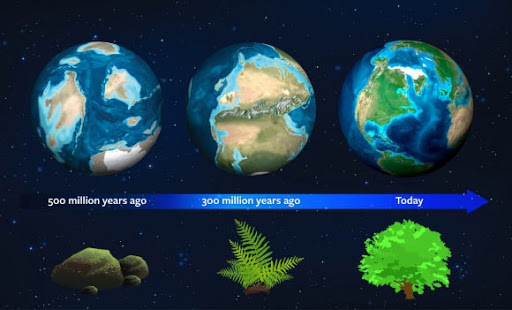 500 million years ago
300 million years ago
Today